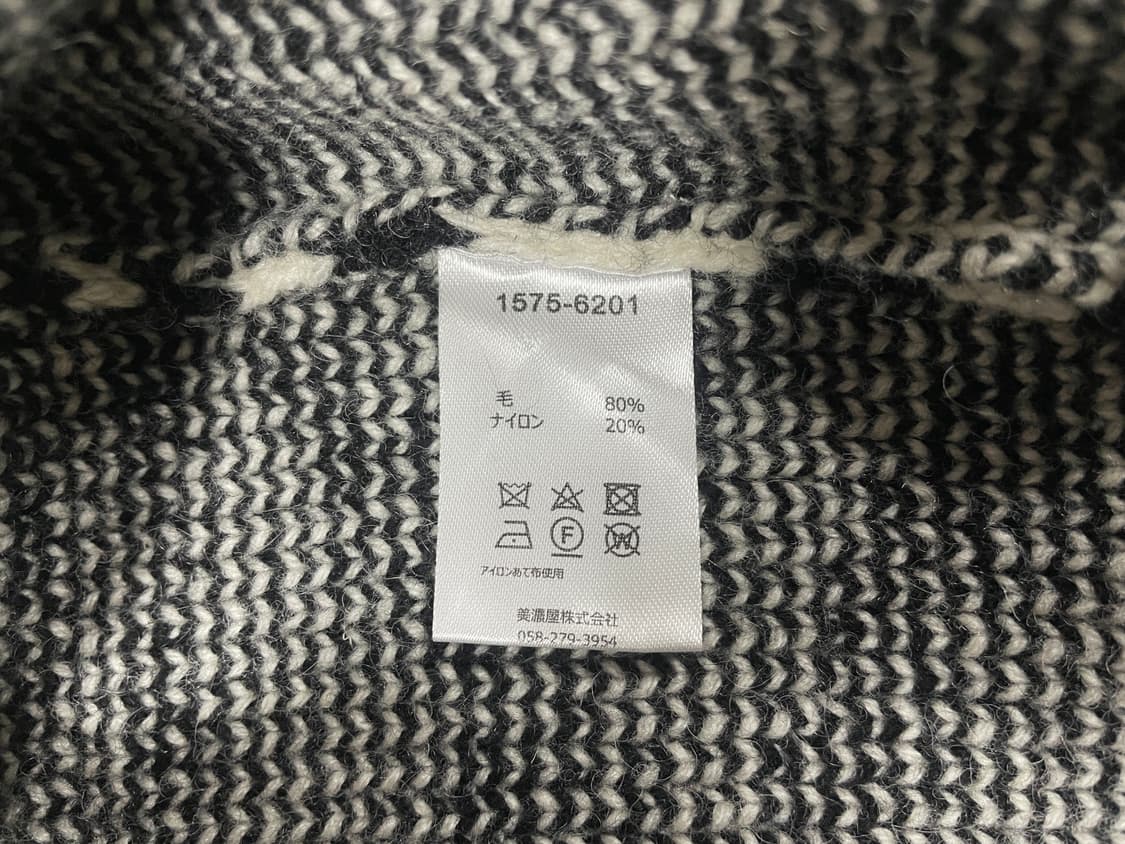 1575-6201
毛 80%
ナイロン 20%
F W
アイロンあて布使用
美濃屋株式会社
058-279-3954